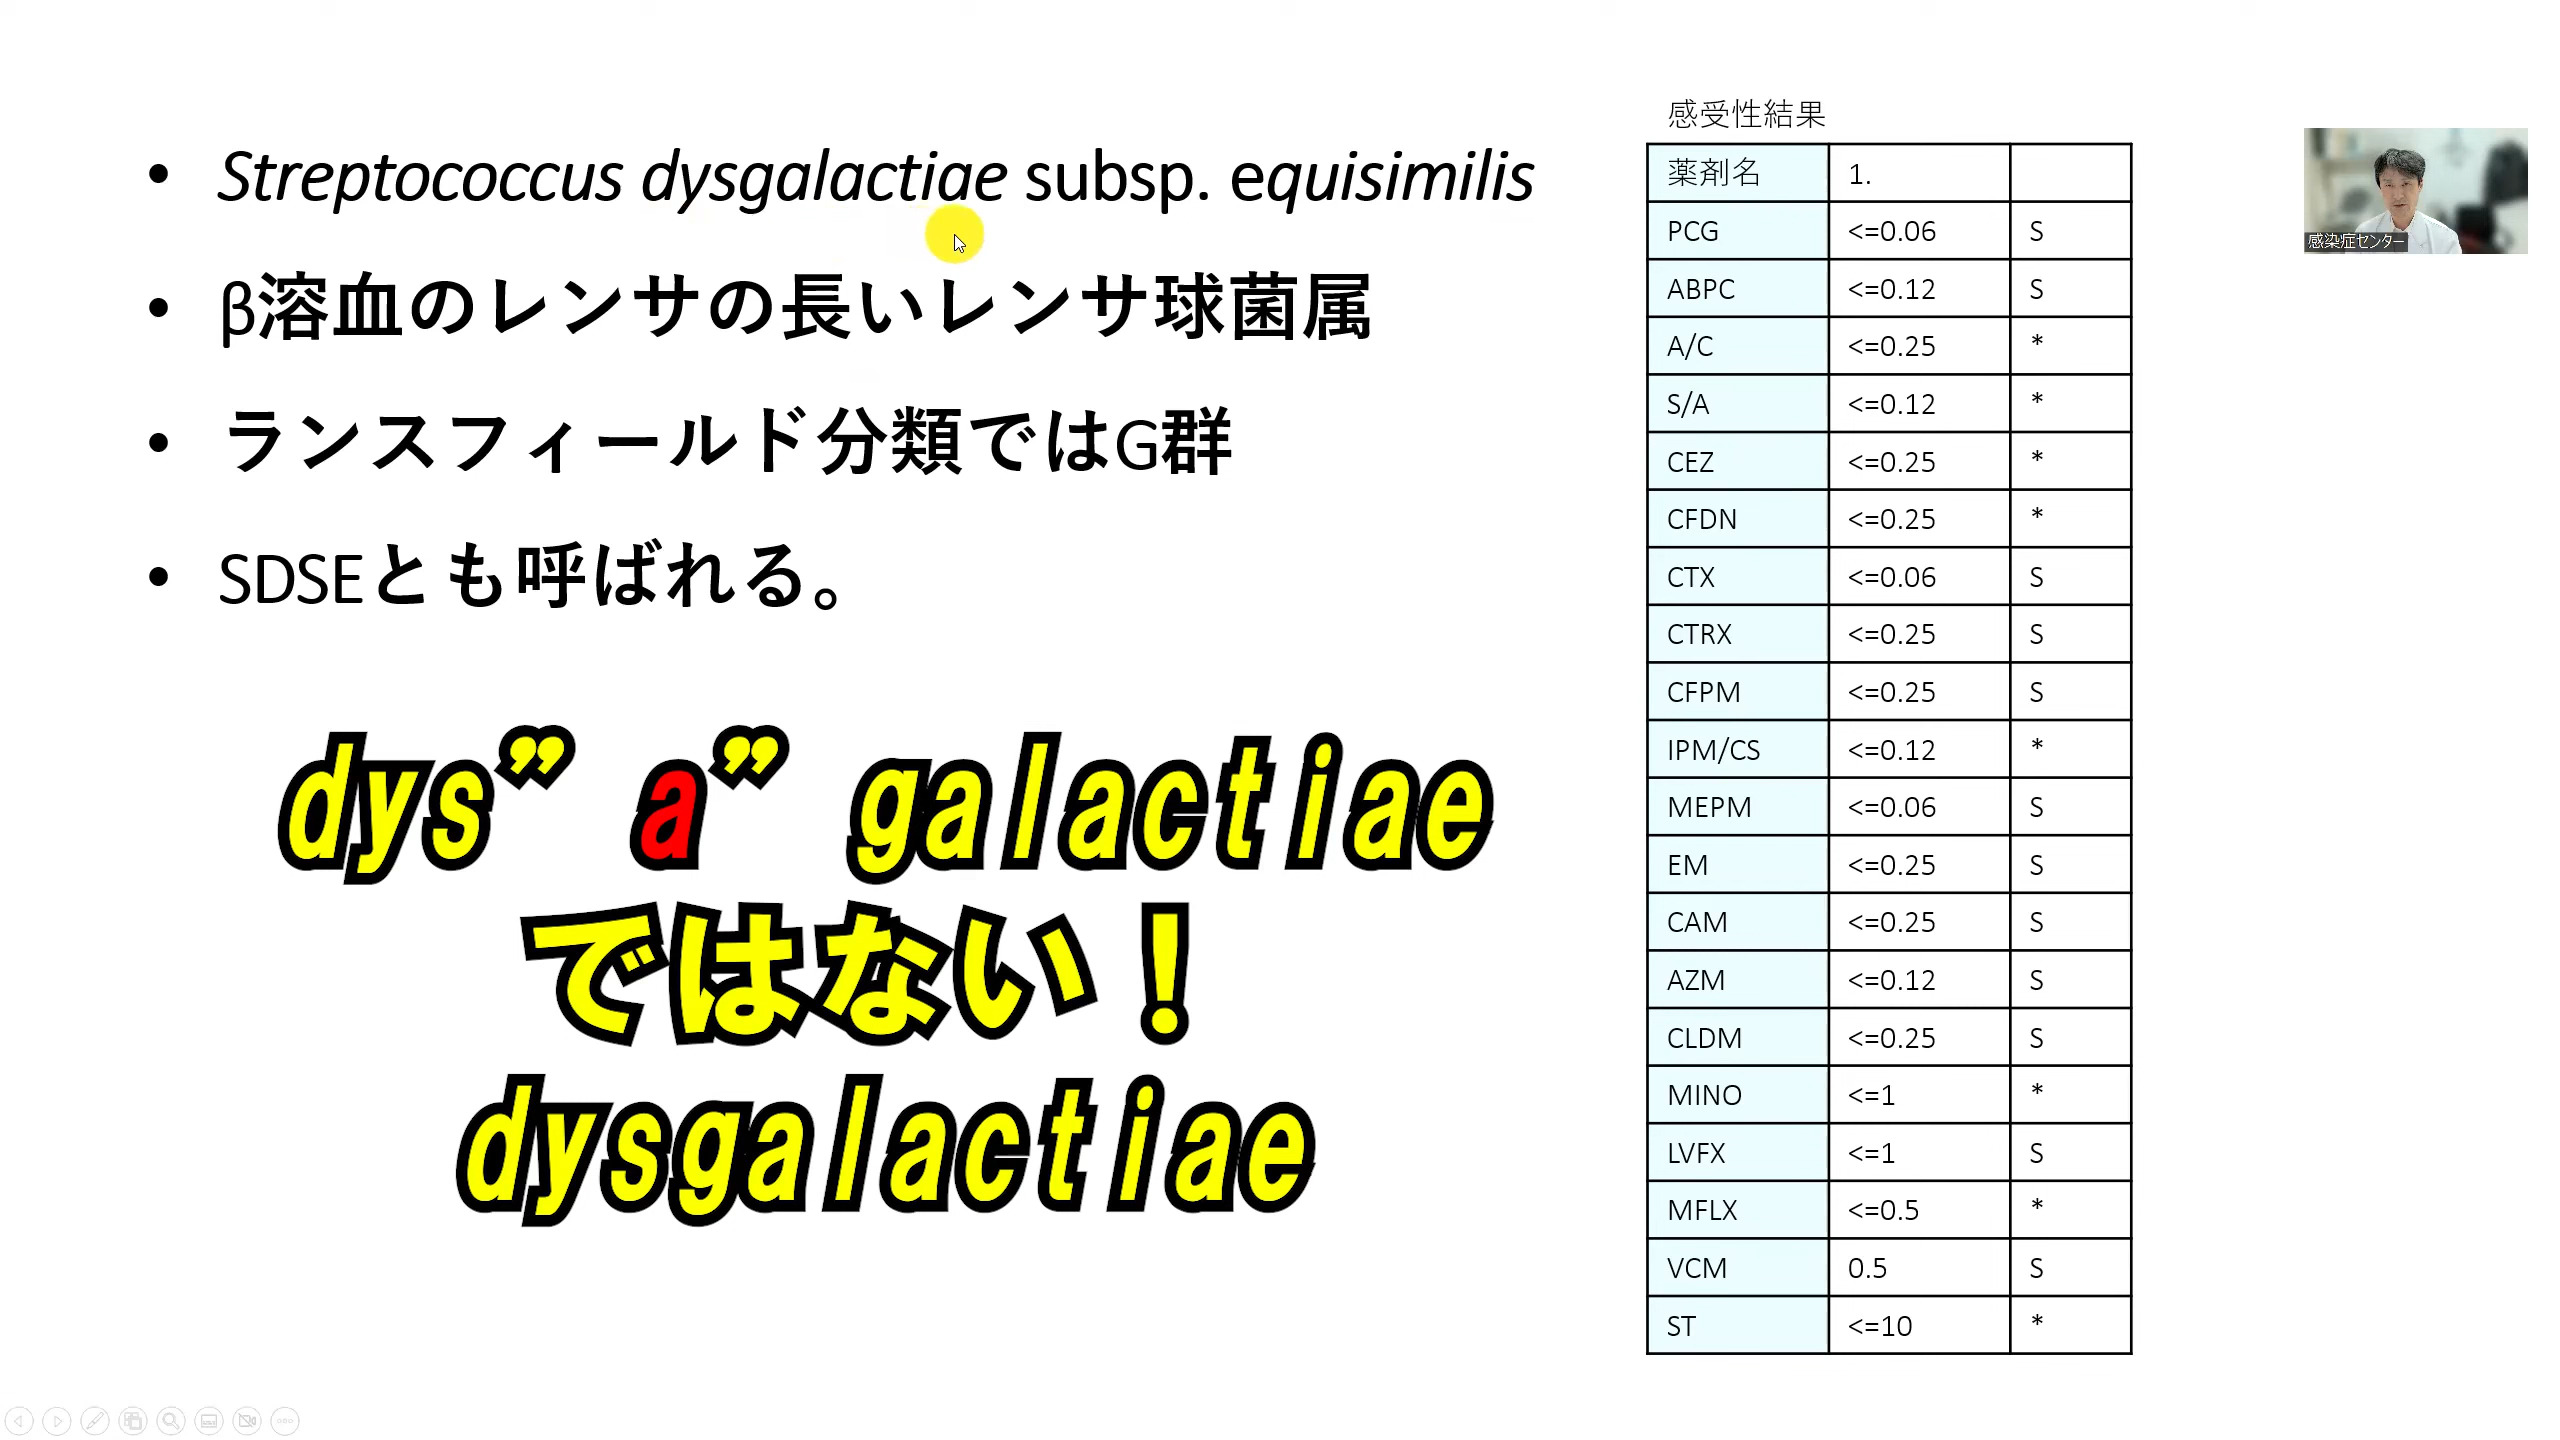 • Streptococcus dysgalactiae subsp. equisimilis
• β溶血のレンサの長いレンサ球菌属
• ランスフィールド分類ではG群
• SDSEとも呼ばれる。
dys”a”galactiae
ではない！
dysgalactiae
感受性結果
薬剤名 1.
PCG <=0.06 S
ABPC <=0.12 S
A/C <=0.25 *
S/A <=0.12 *
CEZ <=0.25 *
CFDN <=0.25 *
CTX <=0.06 S
CTRX <=0.25 S
CFPM <=0.25 S
IPM/CS <=0.12 *
MEPM <=0.06 S
EM <=0.25 S
CAM <=0.25 S
AZM <=0.12 S
CLDM <=0.25 S
MINO <=1 *
LVFX <=1 S
MFLX <=0.5 *
VCM 0.5 S
ST <=10 *
感染症センター